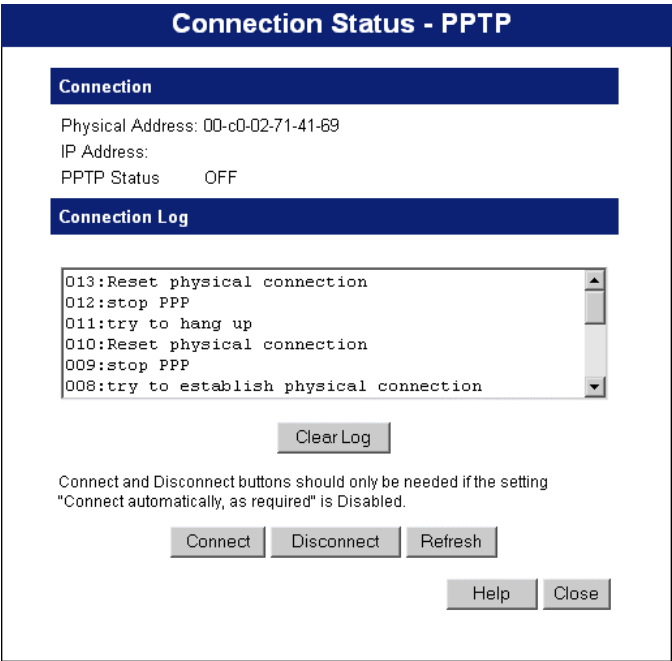 Connection Status - PPTP
Connection
Physical Address: 00-c0-02-71-41-69
IP Address:
PPTP Status OFF
Connection Log
013:Reset physical connection
012:stop PPP
011:try to hang up
010:Reset physical connection
009:stop PPP
008:try to establish physical connection
Clear Log
Connect and Disconnect buttons should only be needed if the setting
"Connect automatically, as required" is Disabled.
Connect Disconnect Refresh
Help Close